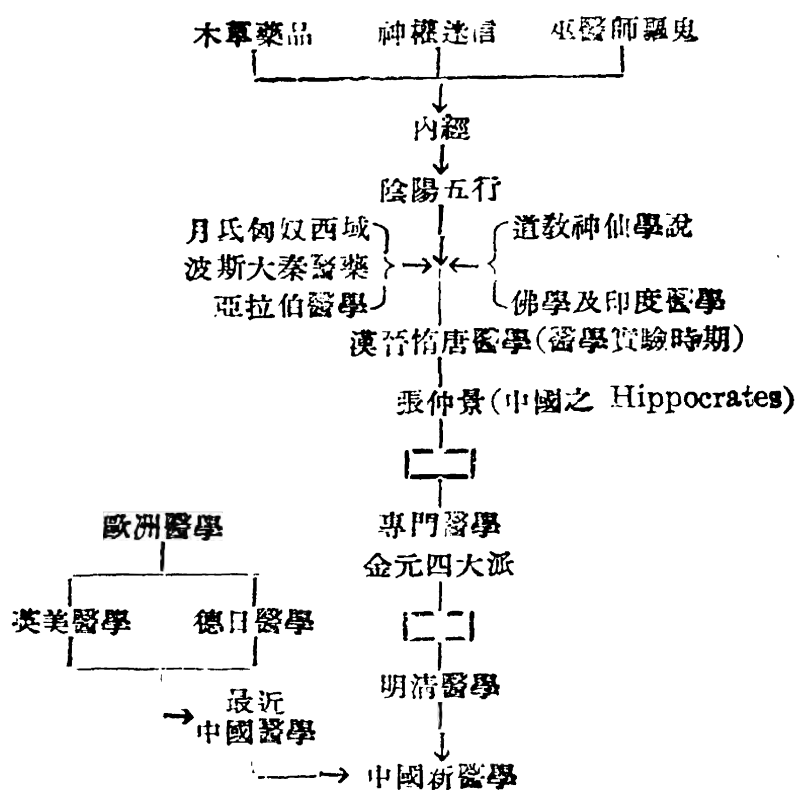 木草藥品 神權迷信 巫醫師驅鬼
內經
陰陽五行
月氏匈奴西域 道敎神仙學說
波斯大秦醫藥
亞拉伯醫學 佛學及印度醫學
漢晉惰唐醫學(醫學實驗時期)
張仲景(中國之 Hippocrates)
歐洲醫學 專門醫學
金元四大派
英美醫學 德日醫學
明清醫學
最近
中國醫學
中國新醫學